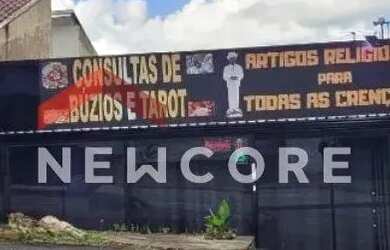 CONSULTAS DE
BÚZIOS E TAROT
ARTIGOS RELIGIO
PARA
TODAS AS CRENÇ
NEWCORE